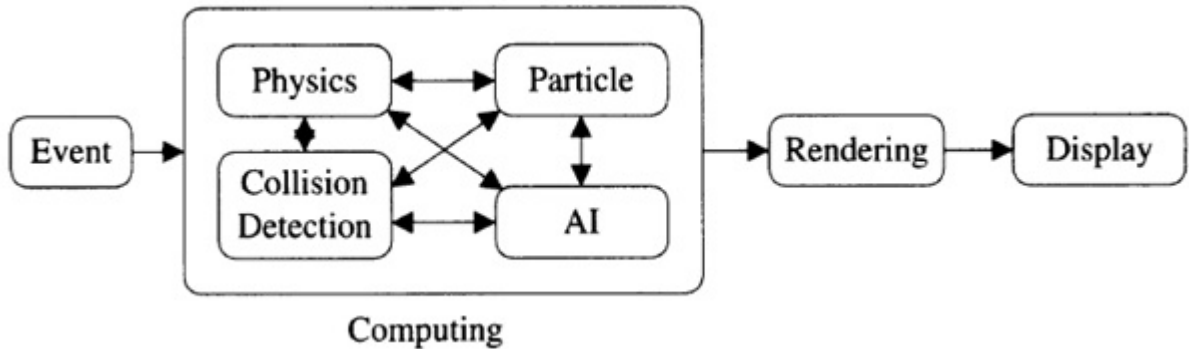 Physics
Particle
Event
Collision
Detection
AI
Rendering
Display
Computing